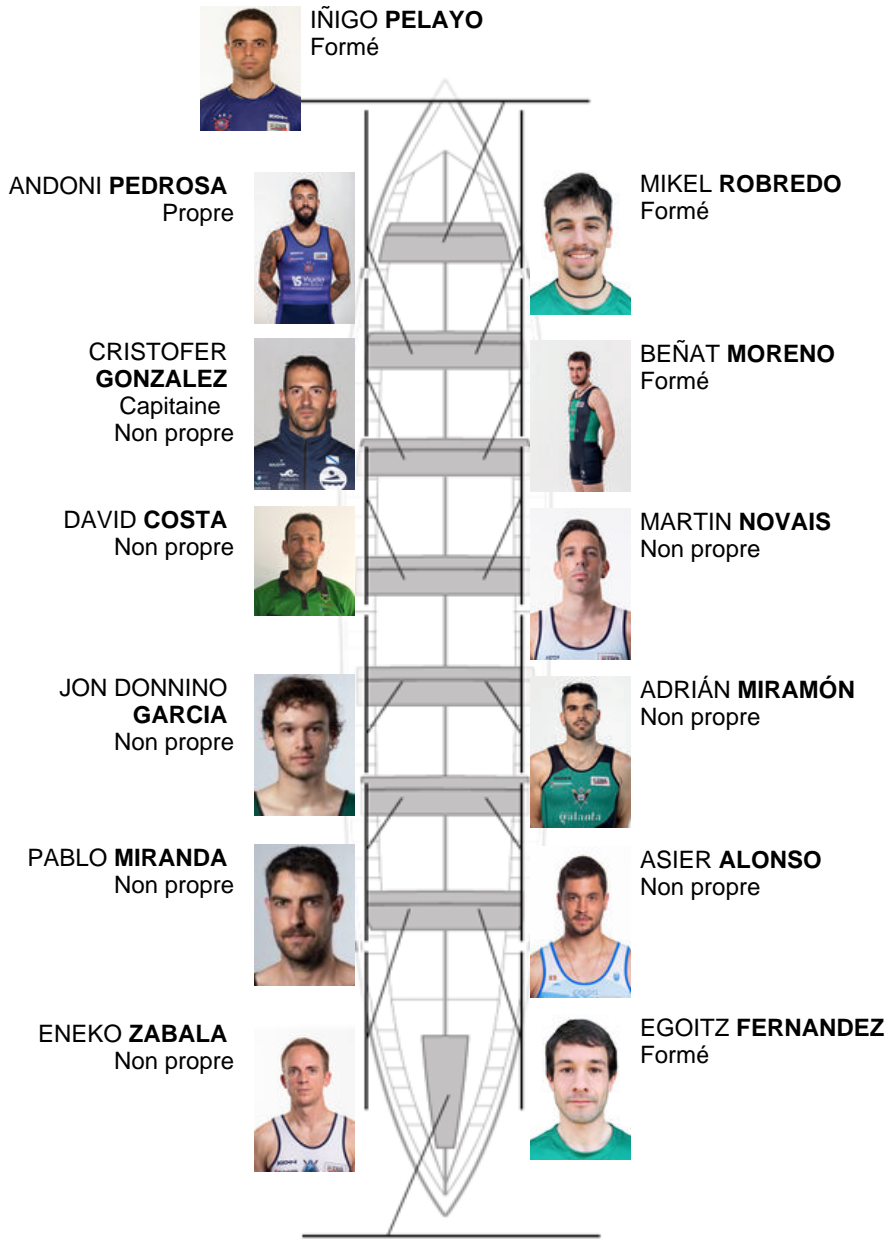 IÑIGO PELAYO
Formé
ANDONI PEDROSA
Propre
MIKEL ROBREDO
Formé
CRISTOFER
GONZALEZ
Capitaine
Non propre
BEÑAT MORENO
Formé
DAVID COSTA
Non propre
MARTIN NOVAIS
Non propre
JON DONNINO
GARCIA
Non propre
ADRIÁN MIRAMÓN
Non propre
PABLO MIRANDA
Non propre
ASIER ALONSO
Non propre
ENEKO ZABALA
Non propre
EGOITZ FERNANDEZ
Formé